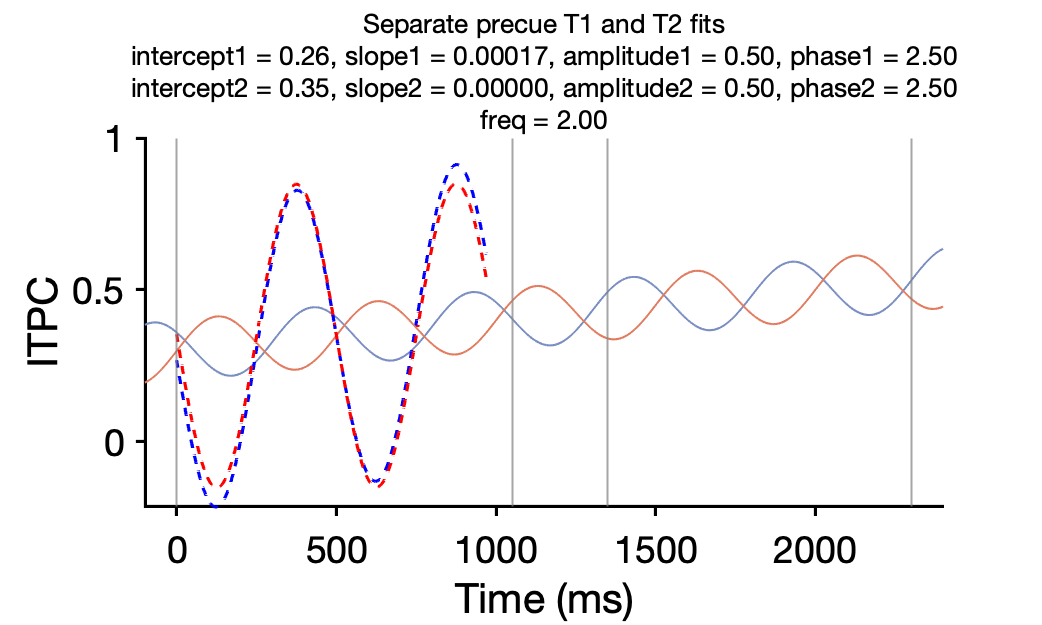 Separate precue T1 and T2 fits
intercept1 = 0.26, slope1 = 0.00017, amplitude1 = 0.50, phase1 = 2.50
intercept2 = 0.35, slope2 = 0.00000, amplitude2 = 0.50, phase2 = 2.50
freq = 2.00
1
0.5
0
ITPC
0 500 1000 1500 2000
Time (ms)